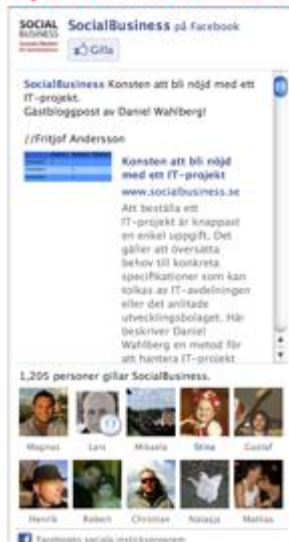 SOCIAL
BUSINESS
SocialBusiness på Facebook
Gilla
SocialBusiness Konsten att bli nöjd med ett
IT-projekt.
Gästbloggpost av Daniel Wahlberg!
//Fritjof Andersson
Konsten att bli nöjd
med ett IT-projekt
www.socialbusiness.se
Att beställa ett
IT-projekt är knappast
en enkel uppgift. Det
gäller att översätta
behov till konkreta
specifikationer som kan
tolkas av IT-avdelningen
eller det anlitade
utvecklingsbolaget. Här
beskriver Daniel
Wahlberg en metod för
att hantera IT-projekt
1,205 personer gillar SocialBusiness.
Magnus Lars Mikaela Stina Gustaf
Henrik Robert Christian Natasja Mattias
Facebooks sociala insticksprogram